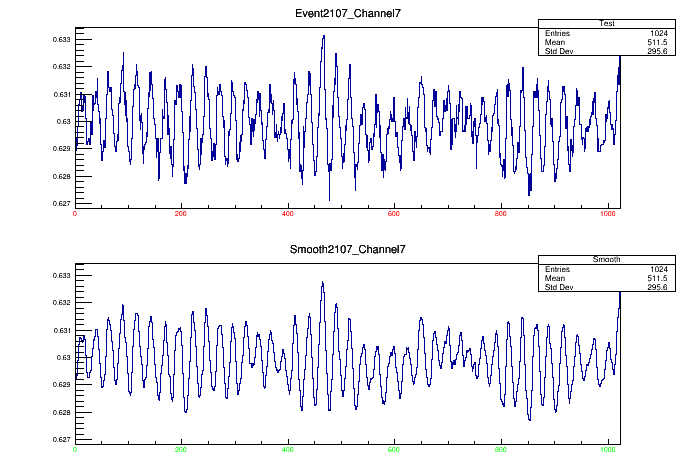 Event2107_Channel7
Test
Entries 1024
Mean 511.5
Std Dev 295.6
0.633
0.632
0.631
0.63
0.629
0.628
0.627
0 200 400 600 800 1000
Smooth2107_Channel7
Smooth
Entries 1024
Mean 511.5
Std Dev 295.6
0.633
0.632
0.631
0.63
0.629
0.628
0.627
0 200 400 600 800 1000